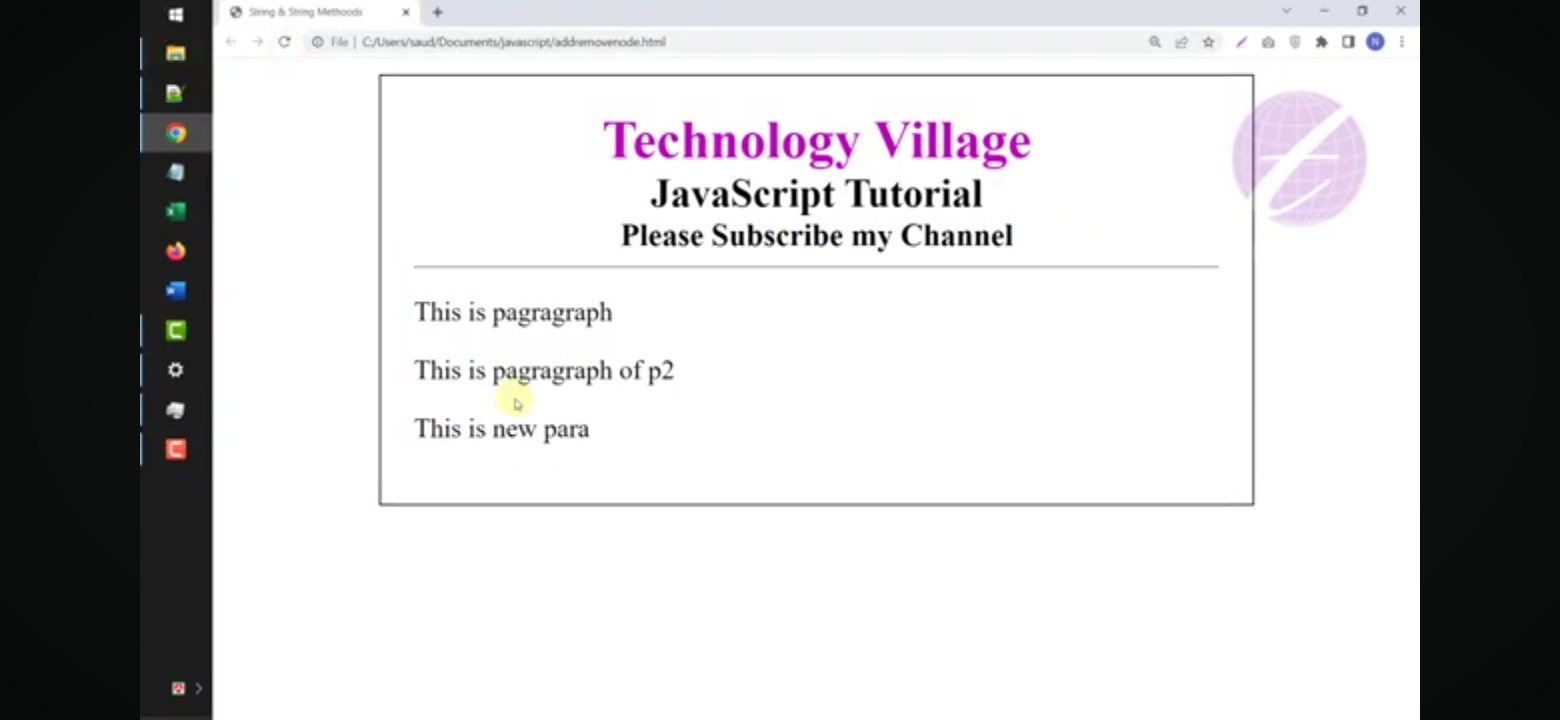 String & String Methoods
File | C:/Users/saud/Documents/javascript/addremovenode.html
N
Technology Village
JavaScript Tutorial
Please Subscribe my Channel
This is pagragraph
This is pagragraph of p2
This is new para